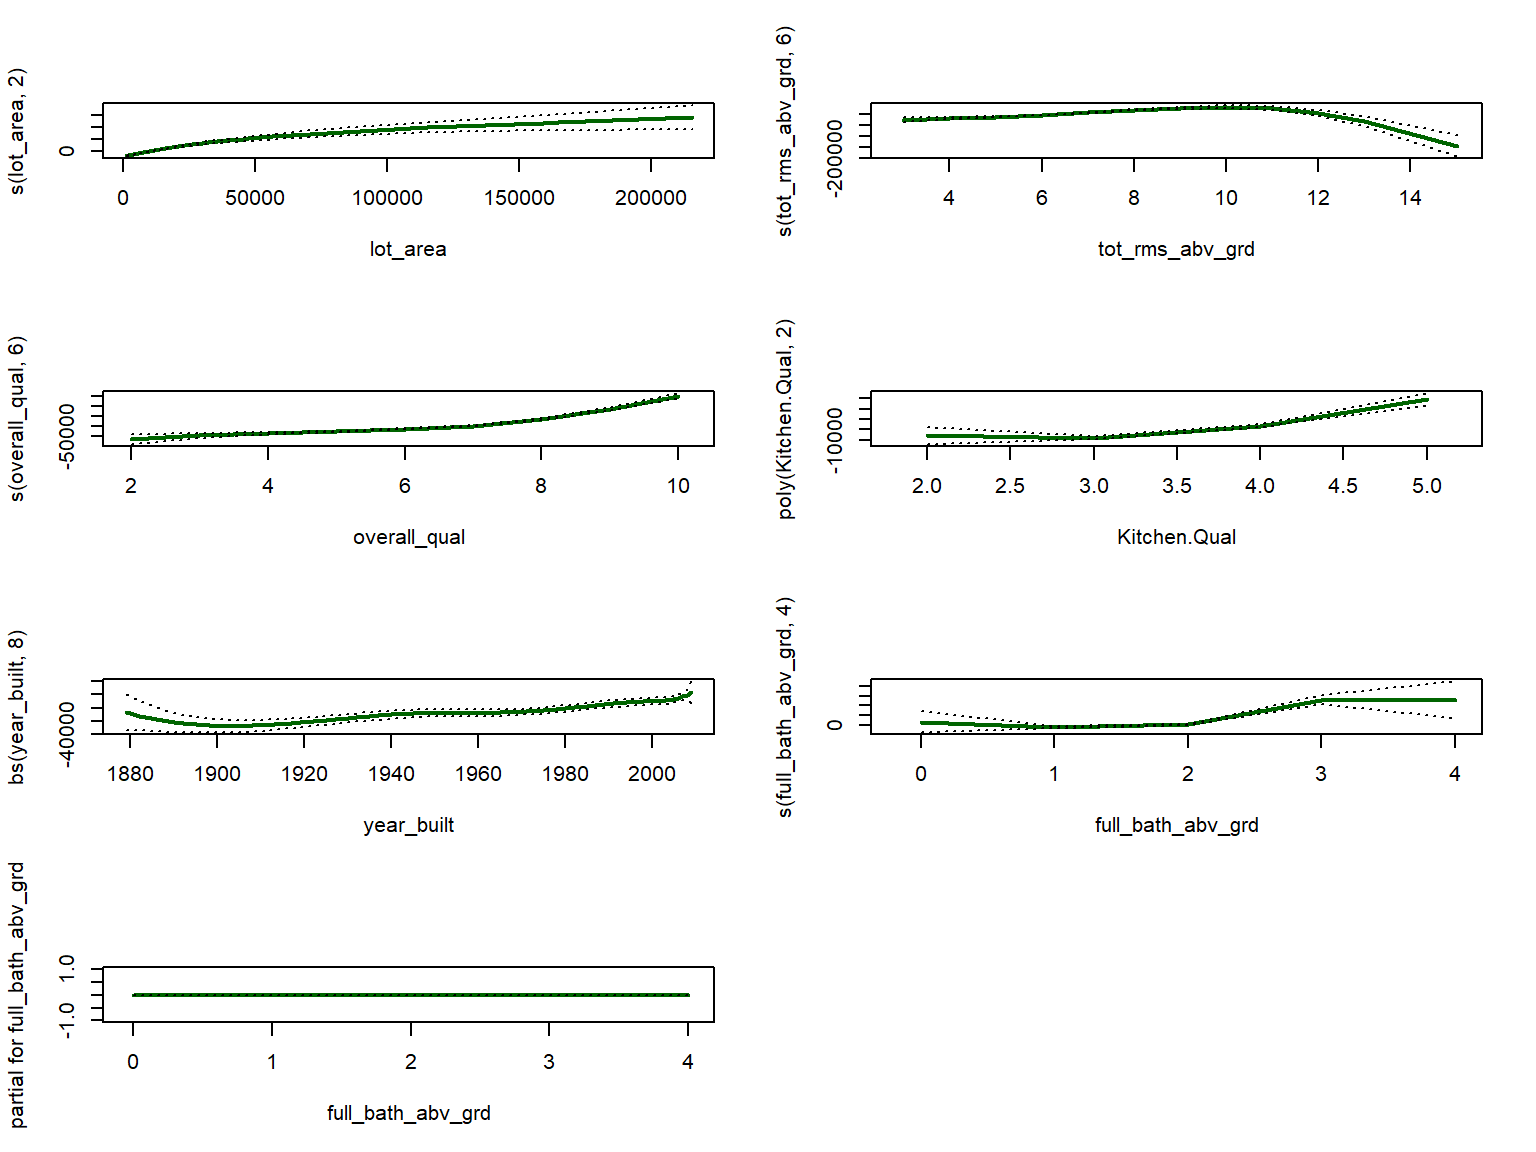 s(lot_area, 2)
0
0 50000 100000 150000 200000
lot_area
s(tot_rms_abv_grd, 6)
-200000
4 6 8 10 12 14
tot_rms_abv_grd
s(overall_qual, 6)
-50000
2 4 6 8 10
overall_qual
poly(Kitchen.Qual, 2)
-10000
2.0 2.5 3.0 3.5 4.0 4.5 5.0
Kitchen.Qual
bs(year_built, 8)
-40000
1880 1900 1920 1940 1960 1980 2000
year_built
s(full_bath_abv_grd, 4)
0
0 1 2 3 4
full_bath_abv_grd
partial for full_bath_abv_grd
-1.0 1.0
0 1 2 3 4
full_bath_abv_grd